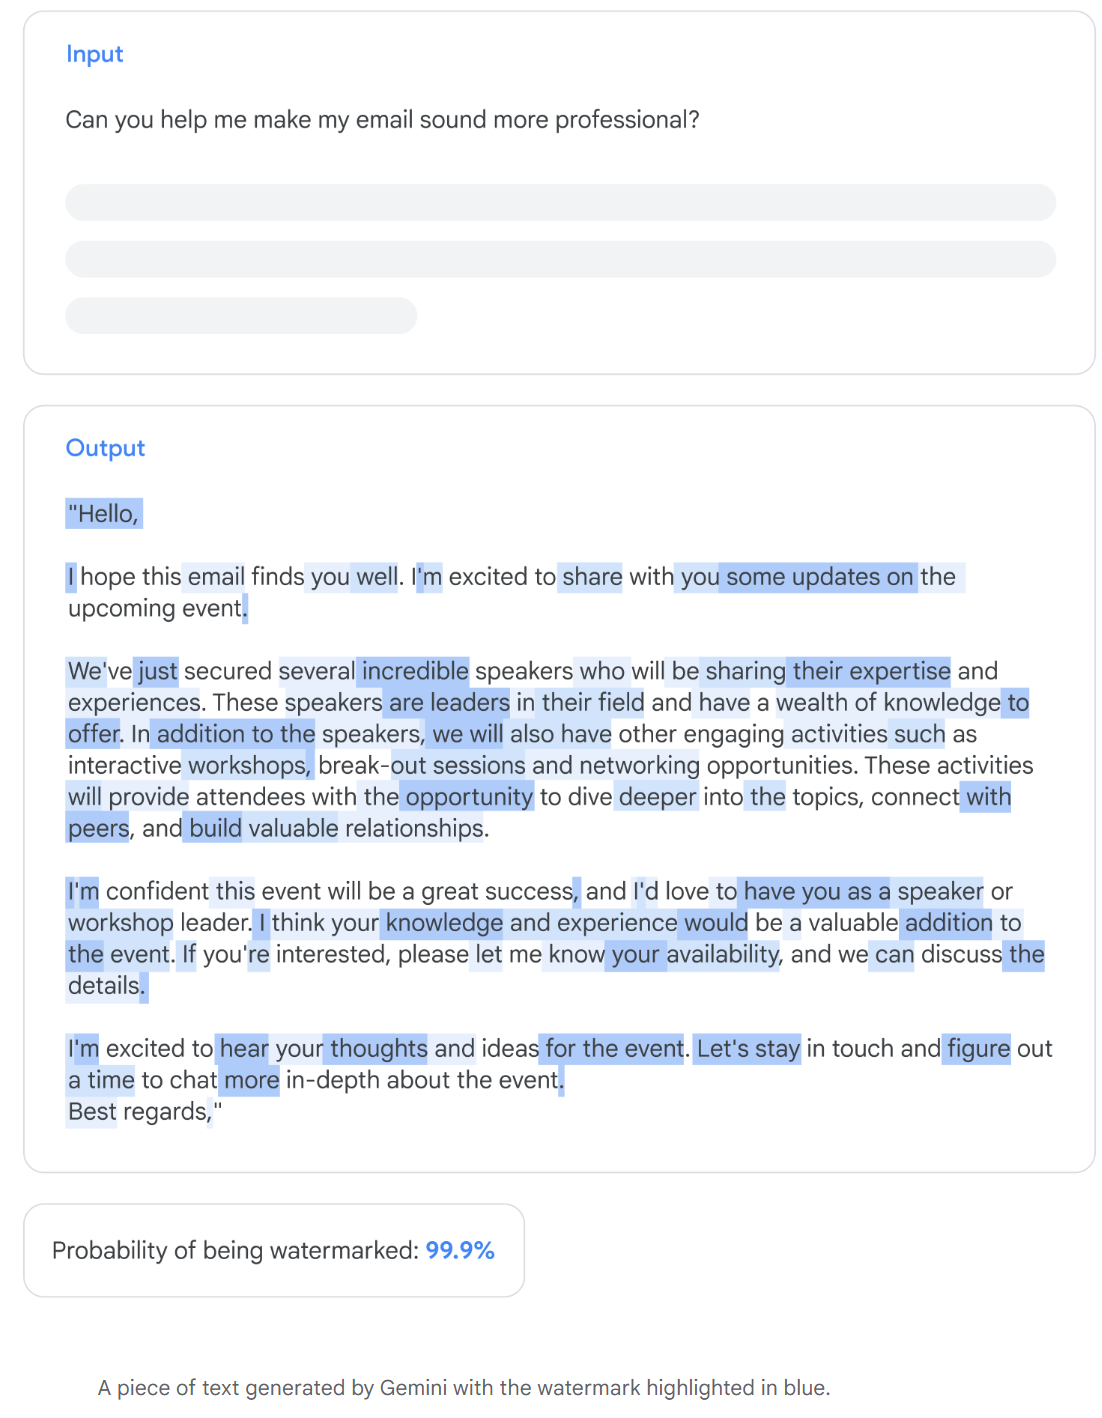 Input
Can you help me make my email sound more professional?
Output
"Hello,
I hope this email finds you well. I'm excited to share with you some updates on the
upcoming event.
We've just secured several incredible speakers who will be sharing their expertise and
experiences. These speakers are leaders in their field and have a wealth of knowledge to
offer. In addition to the speakers, we will also have other engaging activities such as
interactive workshops, break-out sessions and networking opportunities. These activities
will provide attendees with the opportunity to dive deeper into the topics, connect with
peers, and build valuable relationships.
I'm confident this event will be a great success, and I'd love to have you as a speaker or
workshop leader. I think your knowledge and experience would be a valuable addition to
the event. If you're interested, please let me know your availability, and we can discuss the
details.
I'm excited to hear your thoughts and ideas for the event. Let's stay in touch and figure out
a time to chat more in-depth about the event.
Best regards,"
Probability of being watermarked: 99.9%
A piece of text generated by Gemini with the watermark highlighted in blue.